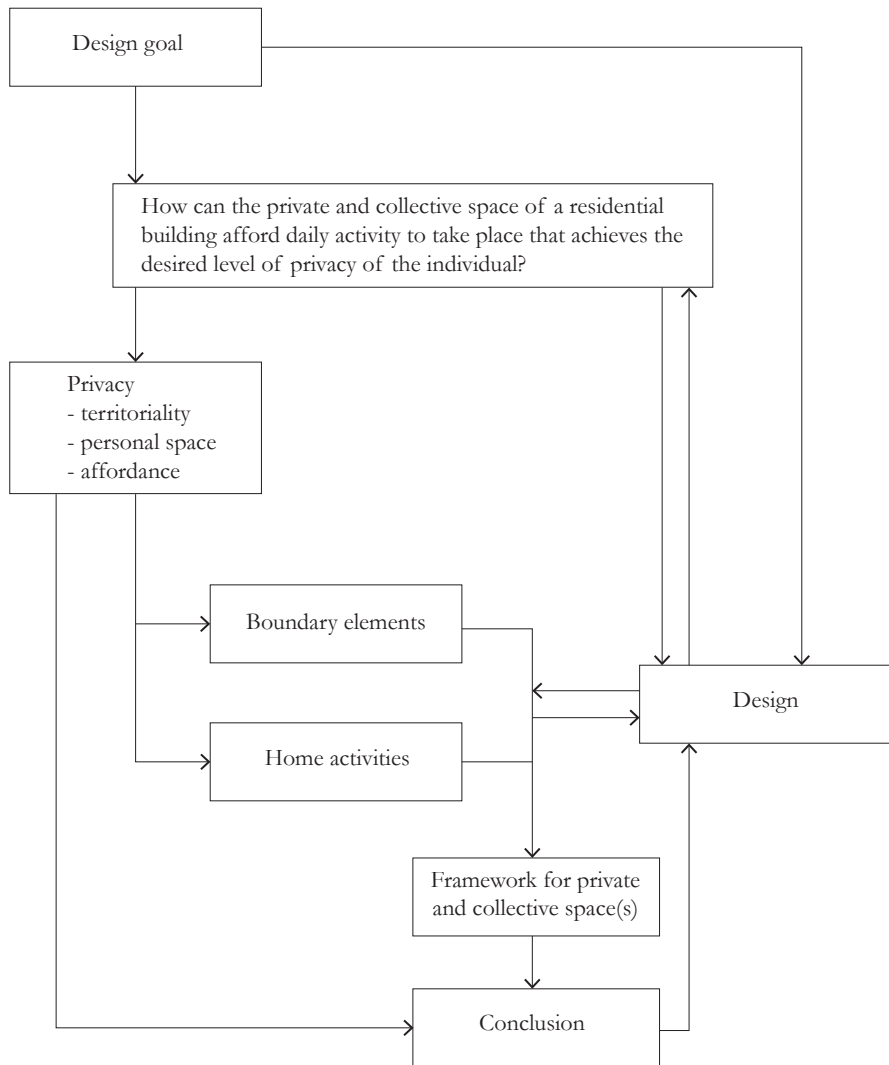 Design goal
How can the private and collective space of a residential
building afford daily activity to take place that achieves the
desired level of privacy of the individual?
Privacy
- territoriality
- personal space
- affordance
Boundary elements
Design
Home activities
Framework for private
and collective space(s)
Conclusion